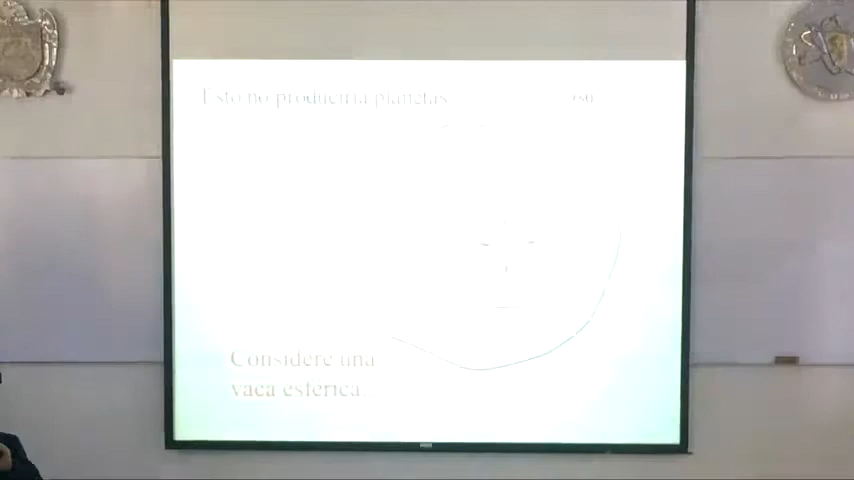 Esto no produciría planetas
Considere una
vaca esférica.